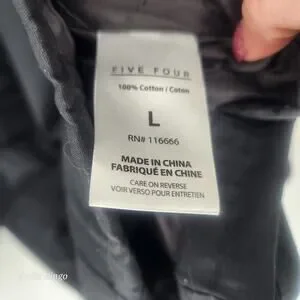 FIVE FOUR
100% Cotton / Coton
L
RN# 116666
MADE IN CHINA
FABRIQUÉ EN CHINE
CARE ON REVERSE
VOIR VERSO POUR ENTRETIEN